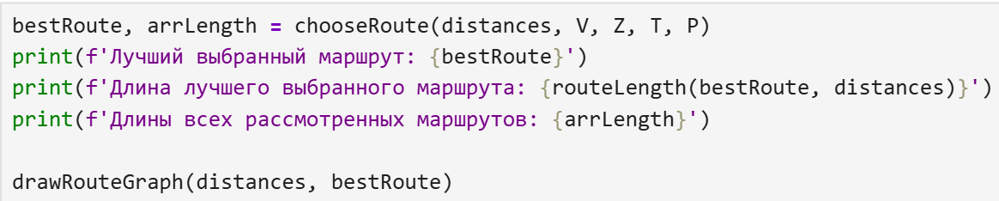 bestRoute, arrLength = chooseRoute(distances, V, Z, T, P)
print(f'Лучший выбранный маршрут: {bestRoute}')
print(f'Длина лучшего выбранного маршрута: {routeLength(bestRoute, distances)}')
print(f'Длины всех рассмотренных маршрутов: {arrLength}')

drawRouteGraph(distances, bestRoute)